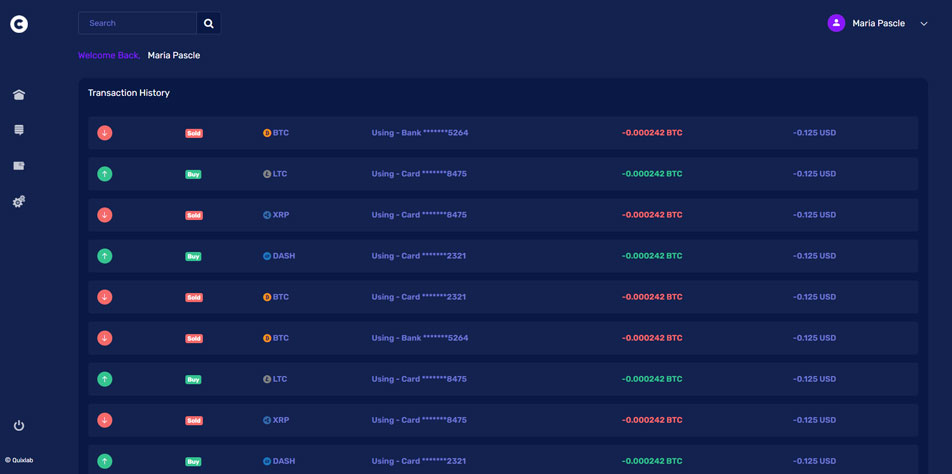 Search
Maria Pascle
Welcome Back, Maria Pascle
Transaction History
Sold BTC Using - Bank *******5264 -0.000242 BTC -0.125 USD
Buy LTC Using - Card *******8475 -0.000242 BTC -0.125 USD
Sold XRP Using - Card *******8475 -0.000242 BTC -0.125 USD
Buy DASH Using - Card *******2321 -0.000242 BTC -0.125 USD
Sold BTC Using - Card *******2321 -0.000242 BTC -0.125 USD
Sold BTC Using - Bank *******5264 -0.000242 BTC -0.125 USD
Buy LTC Using - Card *******8475 -0.000242 BTC -0.125 USD
Sold XRP Using - Card *******8475 -0.000242 BTC -0.125 USD
Buy DASH Using - Card *******2321 -0.000242 BTC -0.125 USD
© Quixlab